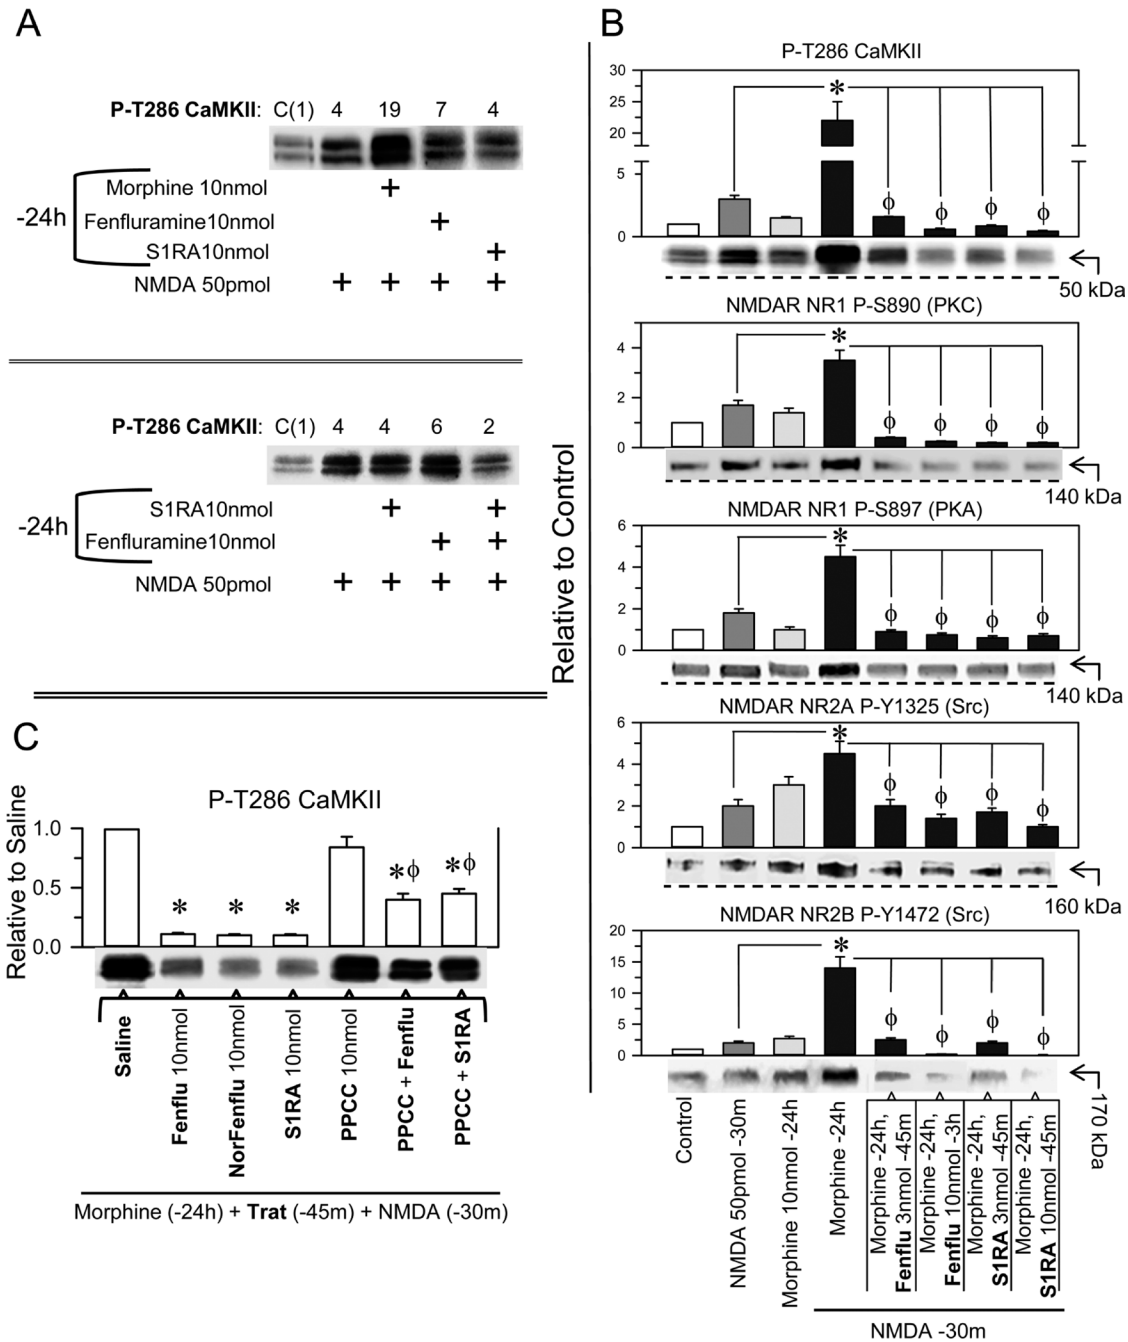 A
P-T286 CaMKII: C(1) 4 19 7 4
-24h
Morphine 10nmol +
Fenfluramine10nmol +
S1RA10nmol +
NMDA 50pmol + + + +
P-T286 CaMKII: C(1) 4 4 6 2
-24h
S1RA10nmol + +
Fenfluramine10nmol + +
NMDA 50pmol + + + +
B
Relative to Control
P-T286 CaMKII
30
25
20
5
0
*
ϕ ϕ ϕ ϕ
50 kDa
NMDAR NR1 P-S890 (PKC)
4
2
0
*
ϕ ϕ ϕ ϕ
140 kDa
NMDAR NR1 P-S897 (PKA)
6
4
2
0
*
ϕ ϕ ϕ ϕ
140 kDa
NMDAR NR2A P-Y1325 (Src)
6
4
2
0
*
ϕ ϕ ϕ ϕ
160 kDa
NMDAR NR2B P-Y1472 (Src)
20
15
10
5
0
*
ϕ ϕ ϕ ϕ
170 kDa
Control
NMDA 50pmol -30m
Morphine 10nmol -24h
Morphine -24h
Morphine -24h,
Fenflu 3nmol -45m
Morphine -24h,
Fenflu 10nmol -3h
Morphine -24h,
S1RA 3nmol -45m
Morphine -24h,
S1RA 10nmol -45m
NMDA -30m
C
P-T286 CaMKII
Relative to Saline
1.0
0.5
0.0
* * * *ϕ *ϕ
Saline
Fenflu 10nmol
NorFenflu 10nmol
S1RA 10nmol
PPCC 10nmol
PPCC + Fenflu
PPCC + S1RA
Morphine (-24h) + Trat (-45m) + NMDA (-30m)